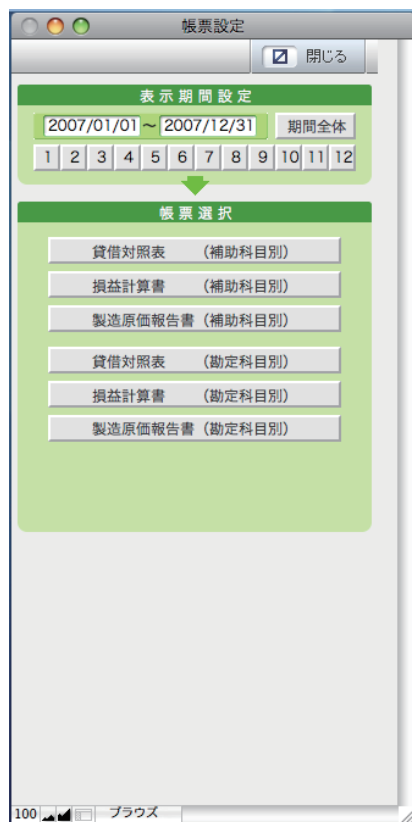 帳票設定
閉じる
表示期間設定
2007/01/01 ~ 2007/12/31 期間全体
1 2 3 4 5 6 7 8 9 10 11 12
帳票選択
貸借対照表 (補助科目別)
損益計算書 (補助科目別)
製造原価報告書 (補助科目別)
貸借対照表 (勘定科目別)
損益計算書 (勘定科目別)
製造原価報告書 (勘定科目別)
100 ブラウズ